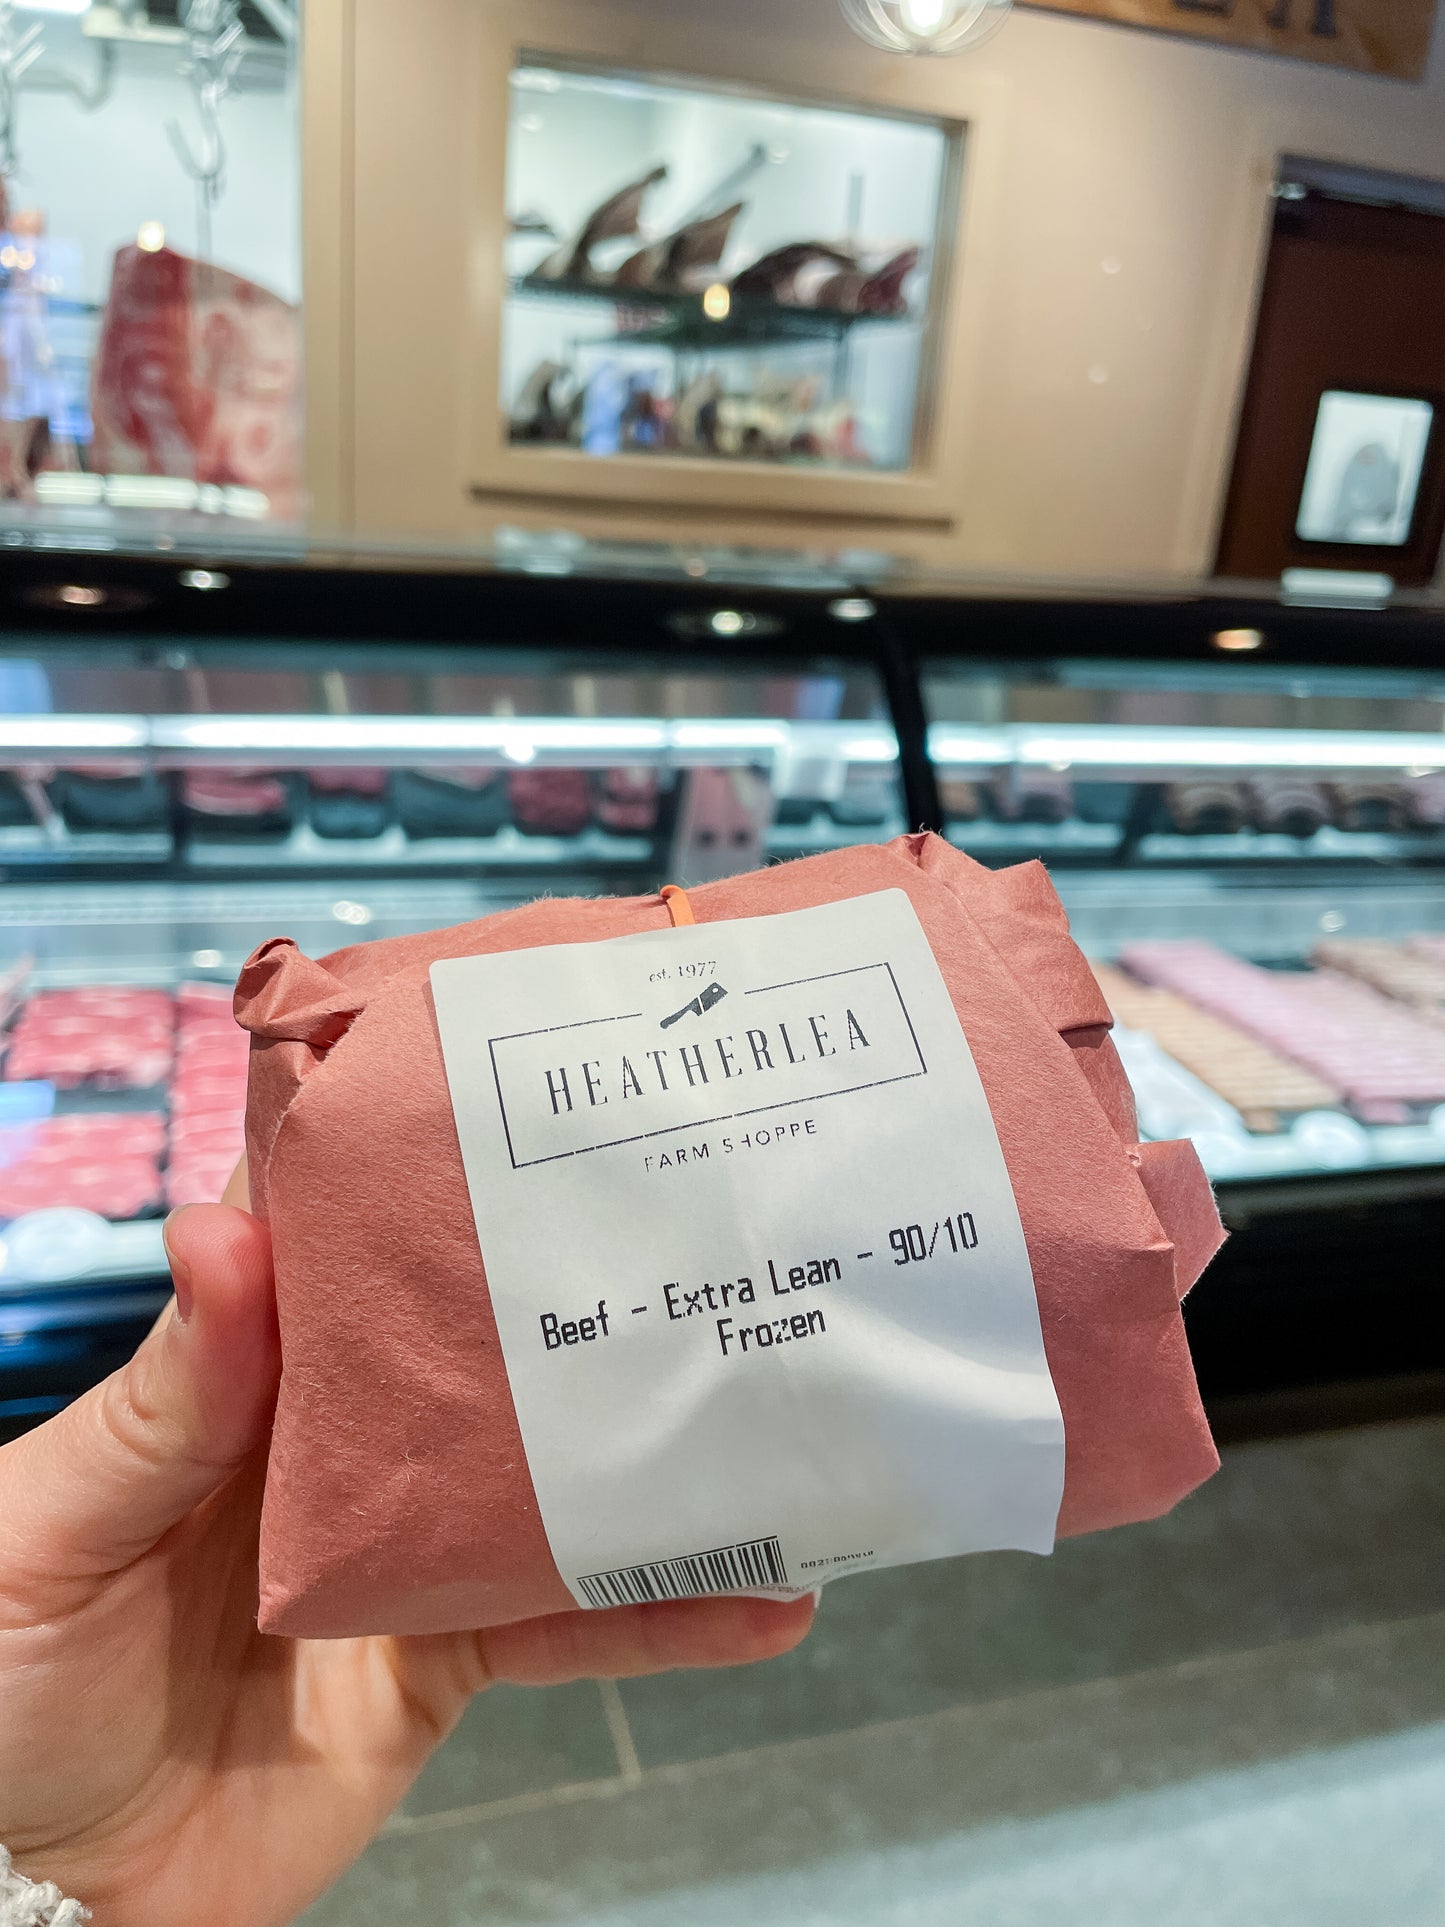 est. 1977
HEATHERLEA
FARM SHOPPE
Beef - Extra Lean - 90/10
Frozen